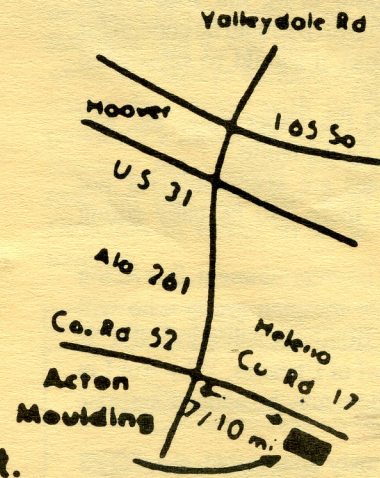 Valleydale Rd
Hoover
I 65 So
US 31
Ala 261
Co. Rd 52
Helena
Co Rd. 17
Acton
Moulding
7/10 mi.
t.